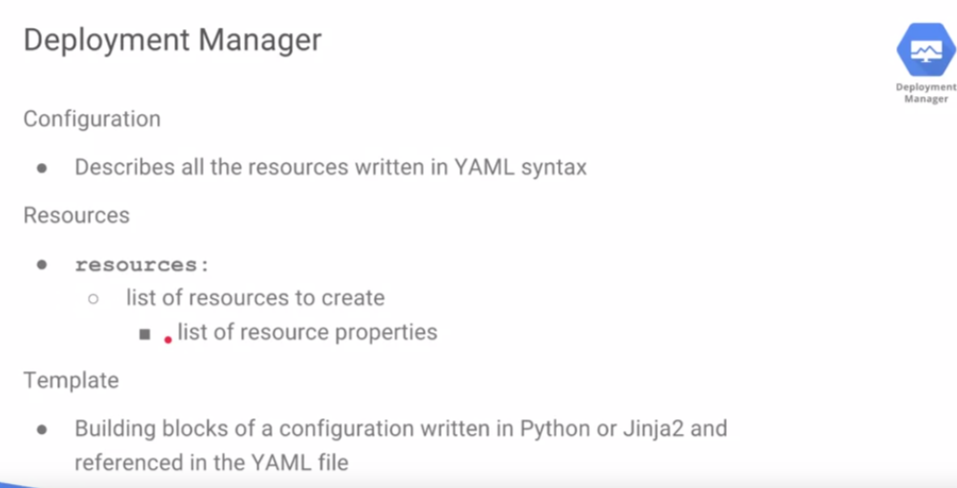 Deployment Manager
Deployment
Manager
Configuration
Describes all the resources written in YAML syntax
Resources
resources:
list of resources to create
list of resource properties
Template
Building blocks of a configuration written in Python or Jinja2 and
referenced in the YAML file